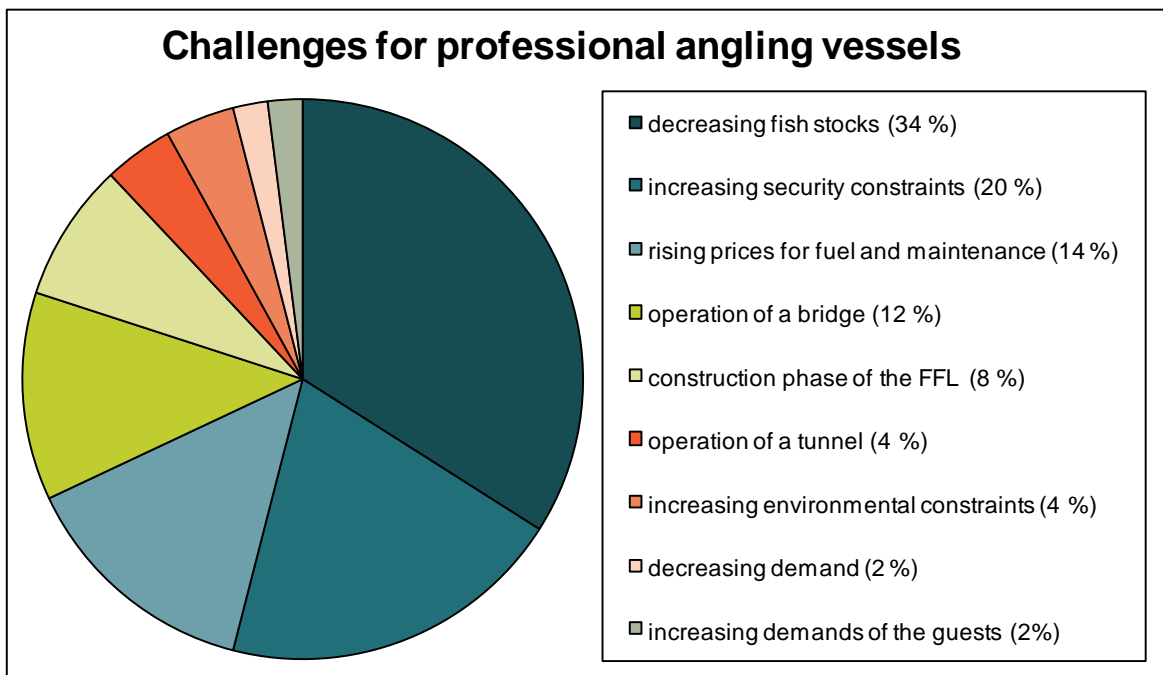 Challenges for professional angling vessels
decreasing fish stocks (34 %)
increasing security constraints (20 %)
rising prices for fuel and maintenance (14 %)
operation of a bridge (12 %)
construction phase of the FFL (8 %)
operation of a tunnel (4 %)
increasing environmental constraints (4 %)
decreasing demand (2 %)
increasing demands of the guests (2%)